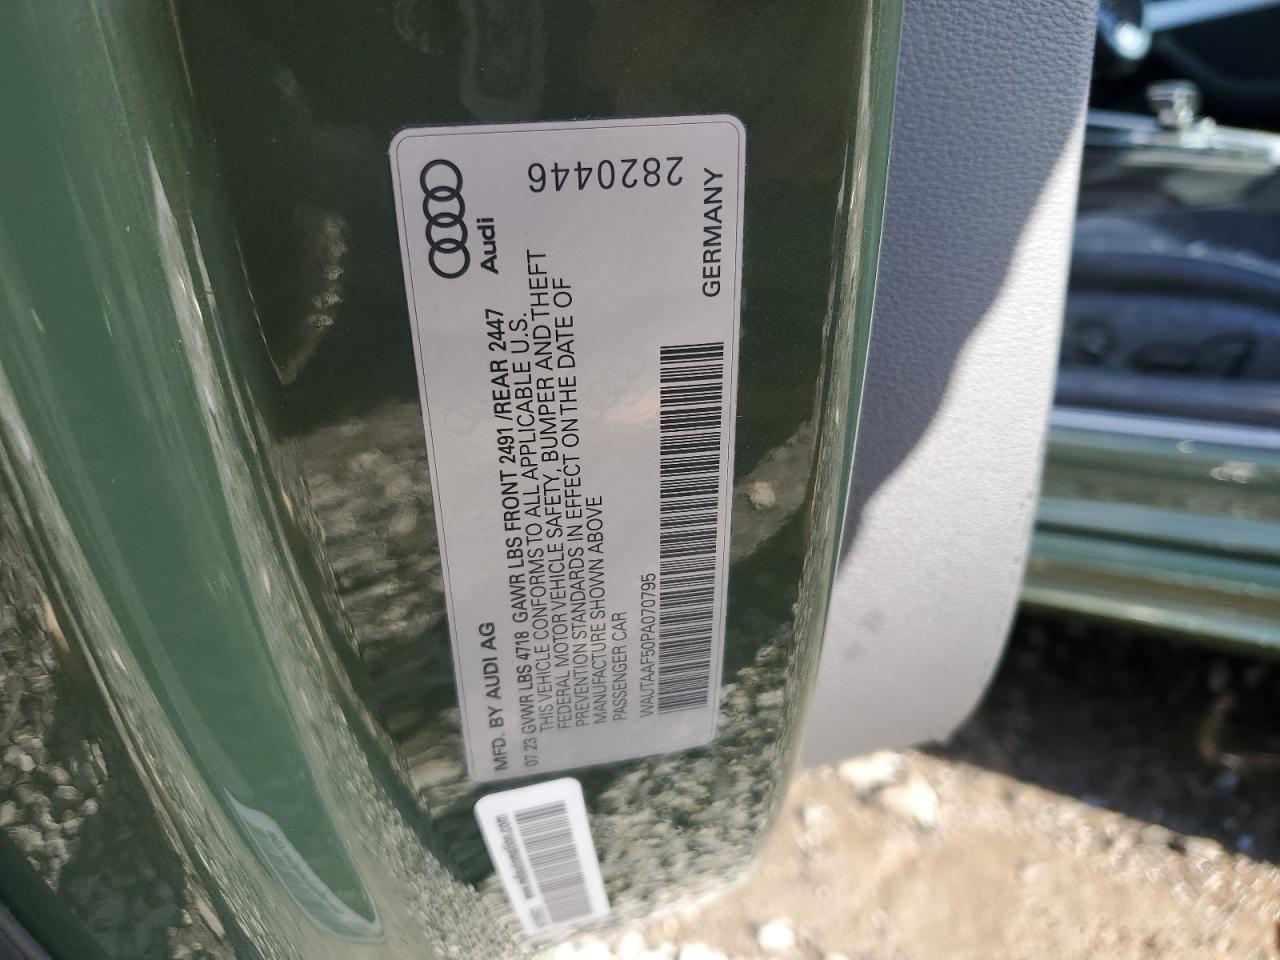 Audi
2820446
GERMANY
MFD. BY AUDI AG
07 23 GVWR LBS 4718 GAWR LBS FRONT 2491 /REAR 2447
THIS VEHICLE CONFORMS TO ALL APPLICABLE U.S.
FEDERAL MOTOR VEHICLE SAFETY, BUMPER AND THEFT
PREVENTION STANDARDS IN EFFECT ON THE DATE OF
MANUFACTURE SHOWN ABOVE
PASSENGER CAR
WAUTAAF50PA070795